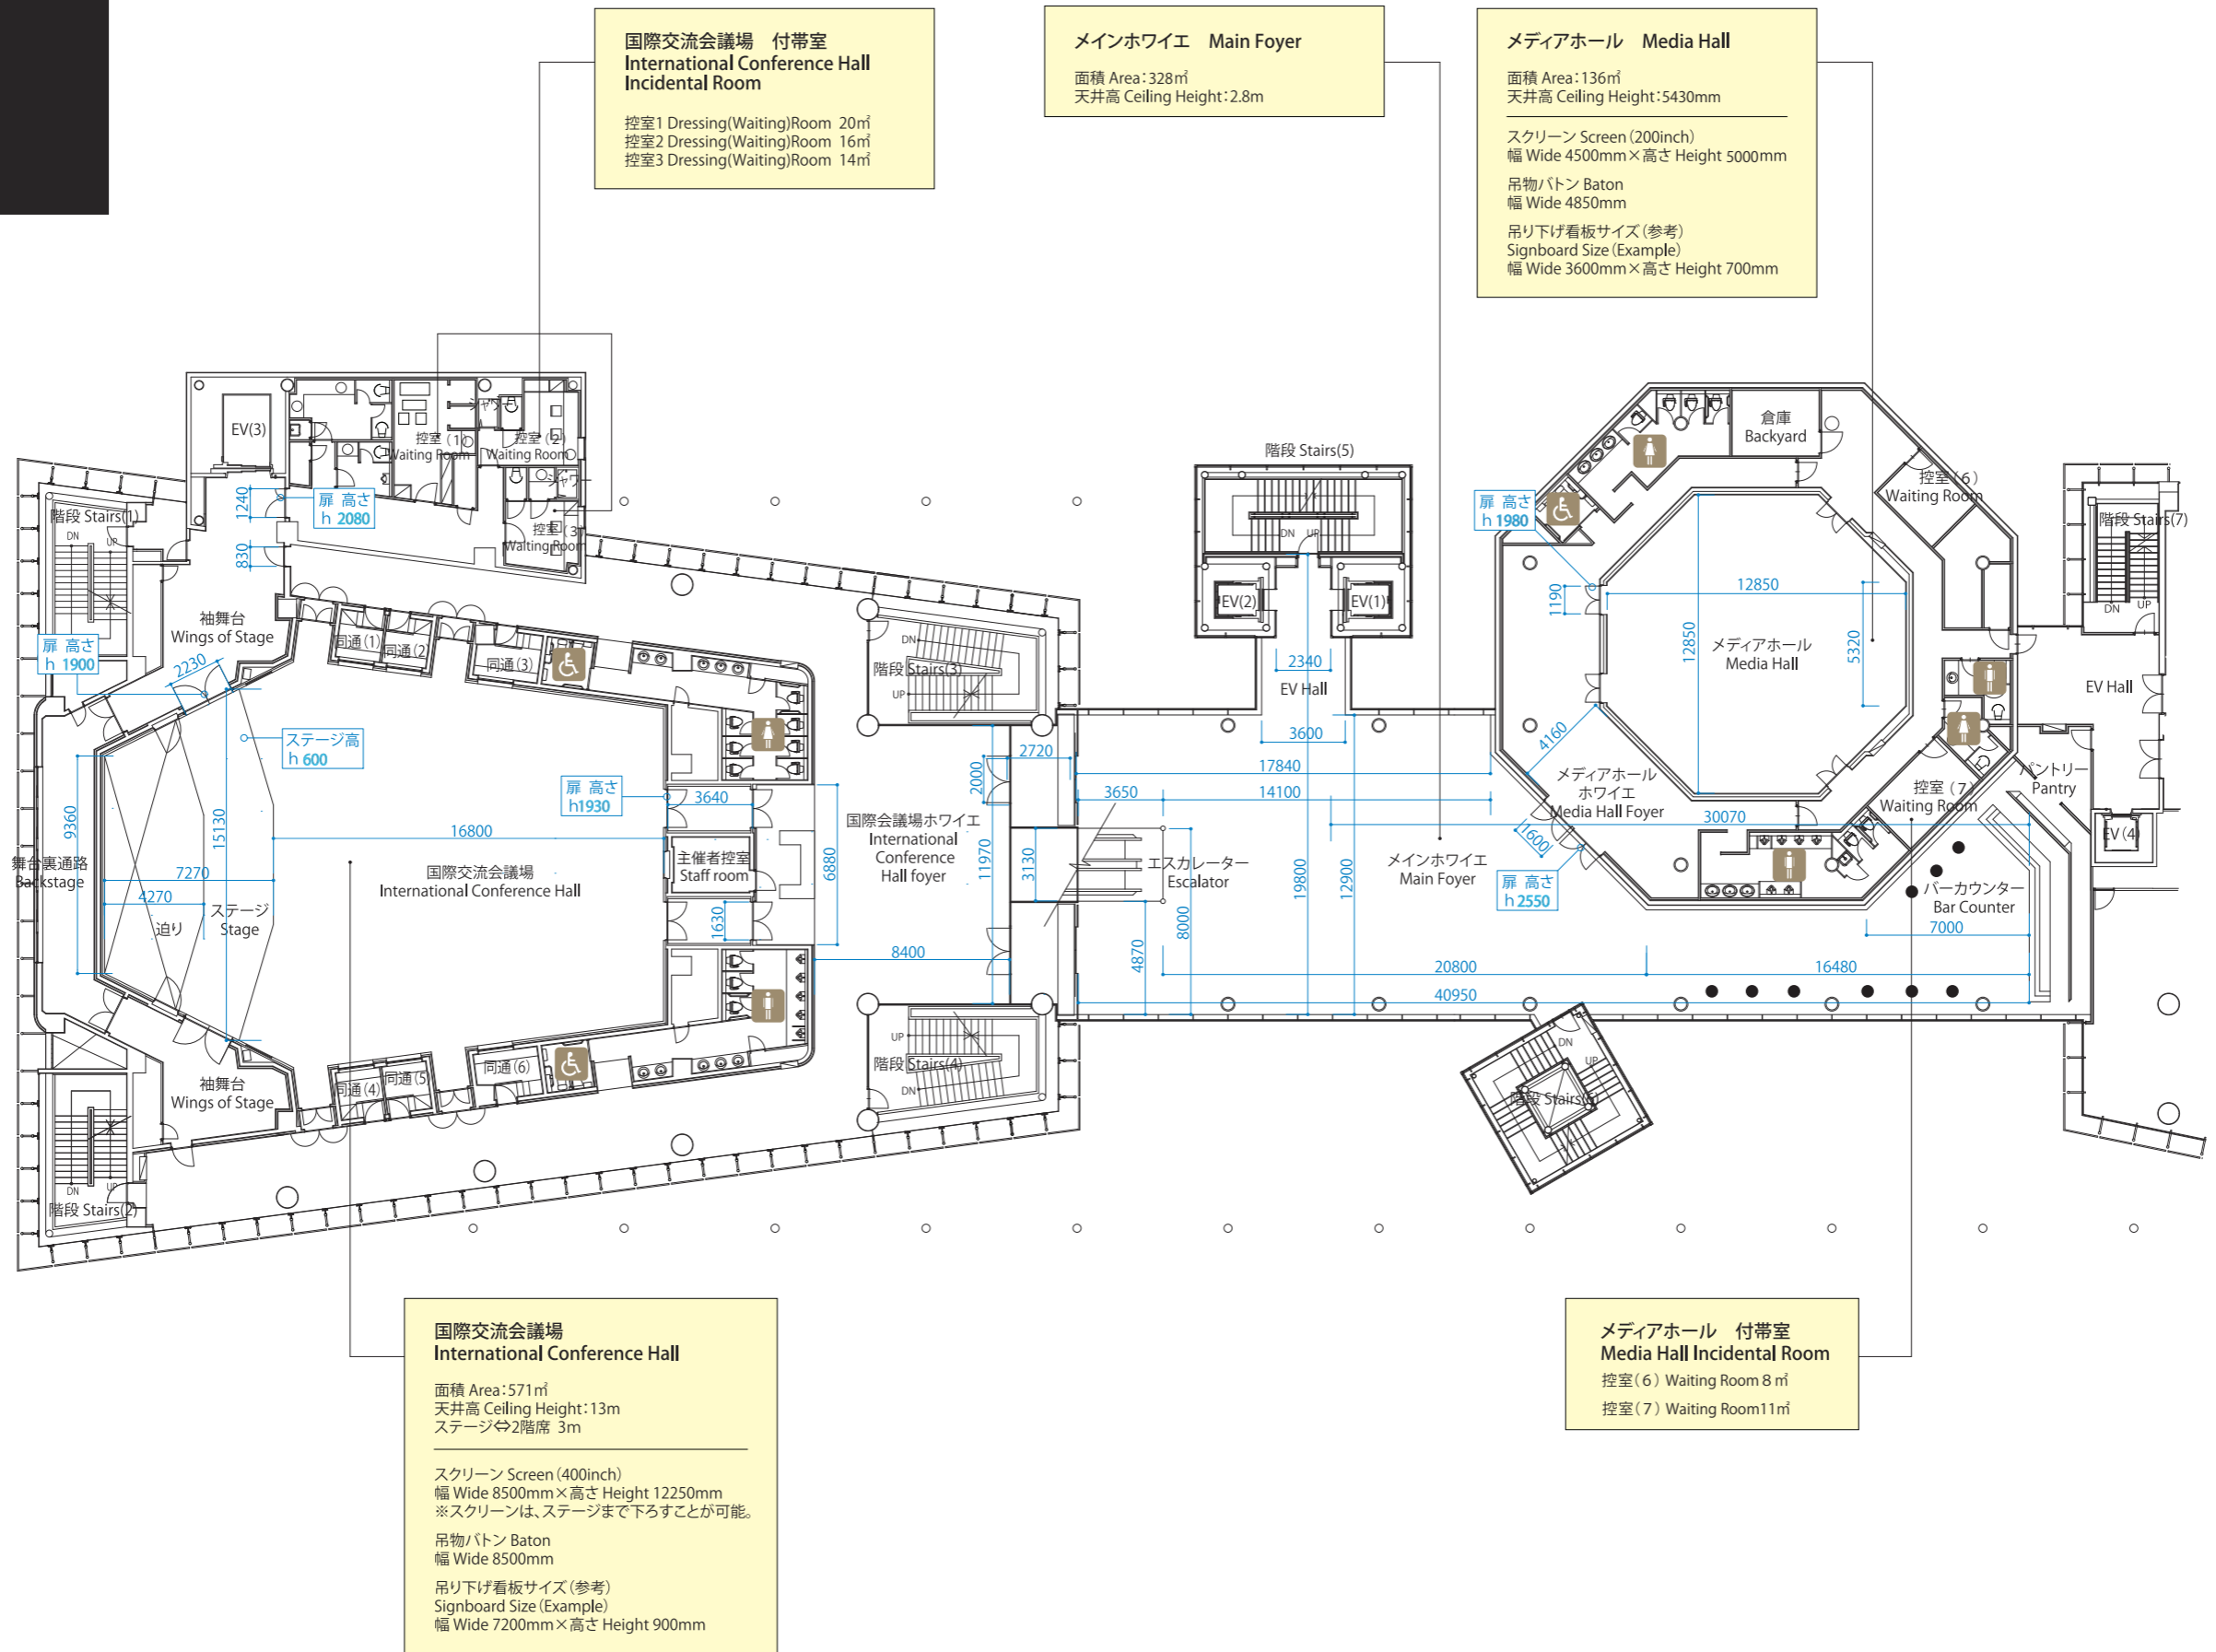 国際交流会議場　付帯室
International Conference Hall
Incidental Room
控室1 Dressing(Waiting)Room 20㎡
控室2 Dressing(Waiting)Room 16㎡
控室3 Dressing(Waiting)Room 14㎡
メインホワイエ　Main Foyer
面積 Area：328㎡
天井高 Ceiling Height：2.8m
メディアホール　Media Hall
面積 Area：136㎡
天井高 Ceiling Height：5430mm
スクリーン Screen（200inch）
幅 Wide 4500mm×高さ Height 5000mm
吊物バトン Baton
幅 Wide 4850mm
吊り下げ看板サイズ（参考）
Signboard Size（Example）
幅 Wide 3600mm×高さ Height 700mm
EV(3)
シャワー
控室（1）
Waiting Room
控室（2）
Waiting Room
シャワー
控室（3）
Waiting Room
階段 Stairs(1)
DN
UP
1240
830
扉 高さ
h 2080
袖舞台
Wings of Stage
扉 高さ
h 1900
2230
同通(1)
同通(2)
同通(3)
ステージ高
h 600
扉 高さ
h1930
3640
9360
15130
16800
7270
4270
舞台裏通路
Backstage
迫り
ステージ
Stage
国際交流会議場
International Conference Hall
主催者控室
Staff room
1630
6880
袖舞台
Wings of Stage
同通(4)
同通(5)
同通(6)
DN
UP
階段 Stairs(2)
DN
階段 Stairs(3)
UP
国際会議場ホワイエ
International
Conference
Hall foyer
2000
11970
8400
2720
UP
階段 Stairs(4)
DN
階段 Stairs(5)
DN
UP
EV(2)
EV(1)
2340
EV Hall
3600
17840
3650
14100
30070
3130
エスカレーター
Escalator
19800
12900
8000
4870
メインホワイエ
Main Foyer
20800
16480
40950
7000
扉 高さ
h 1980
1190
12850
12850
5320
メディアホール
Media Hall
倉庫
Backyard
控室（6）
Waiting Room
4160
メディアホール
ホワイエ
Media Hall Foyer
1600
扉 高さ
h 2550
控室（7）
Waiting Room
パントリー
Pantry
バーカウンター
Bar Counter
階段 Stairs(7)
DN
UP
EV Hall
EV(4)
DN
UP
階段 Stairs(6)
国際交流会議場
International Conference Hall
面積 Area：571㎡
天井高 Ceiling Height：13m
ステージ⇔2階席 3m
スクリーン Screen（400inch）
幅 Wide 8500mm×高さ Height 12250mm
※スクリーンは、ステージまで下ろすことが可能。
吊物バトン Baton
幅 Wide 8500mm
吊り下げ看板サイズ（参考）
Signboard Size（Example）
幅 Wide 7200mm×高さ Height 900mm
メディアホール　付帯室
Media Hall Incidental Room
控室（6）Waiting Room 8㎡
控室（7）Waiting Room11㎡